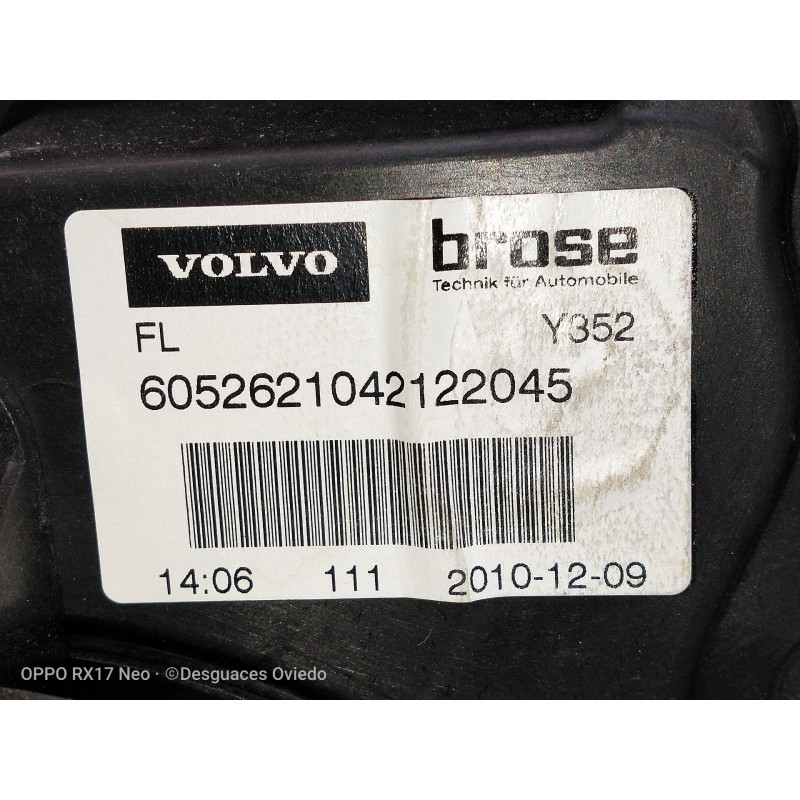 VOLVO
brose
Technik für Automobile
FL Y352
6052621042122045
14:06 111 2010-12-09
OPPO RX17 Neo · ©Desguaces Oviedo